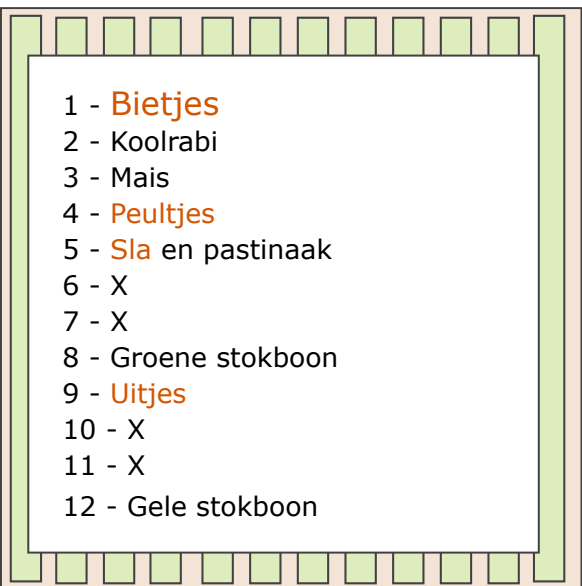 1 - Bietjes
2 - Koolrabi
3 - Mais
4 - Peultjes
5 - Sla en pastinaak
6 - X
7 - X
8 - Groene stokboon
9 - Uitjes
10 - X
11 - X
12 - Gele stokboon